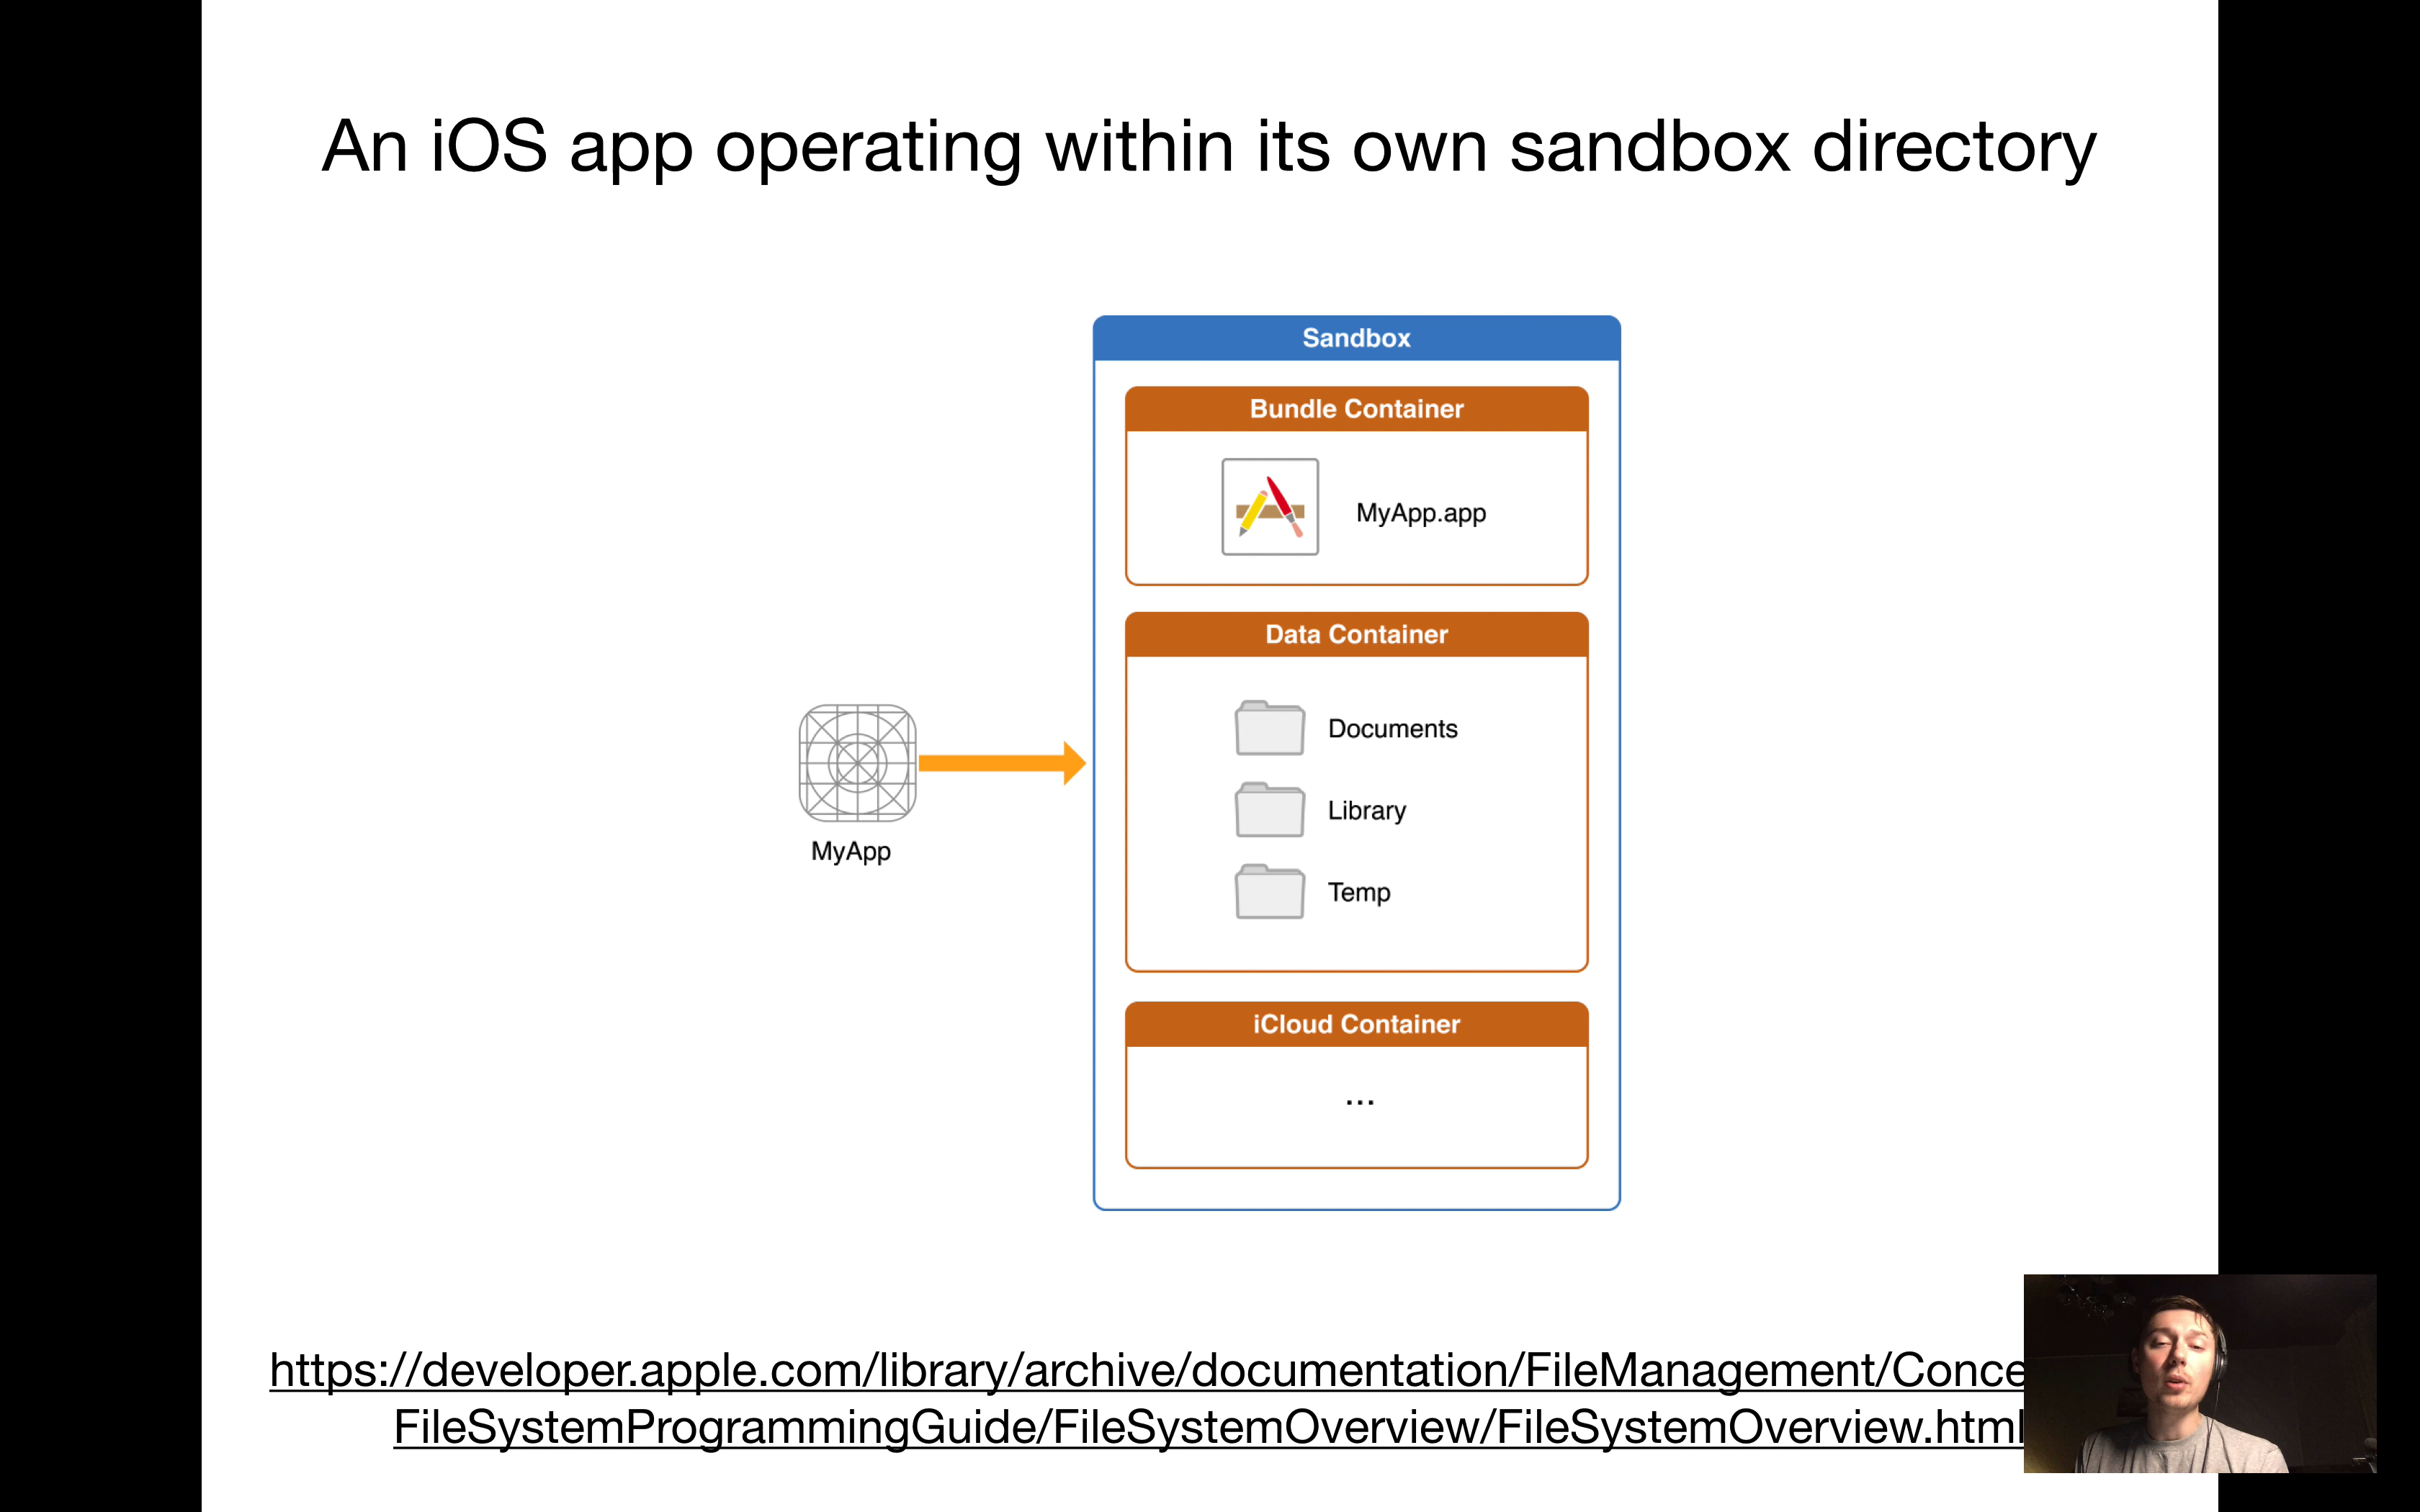 An iOS app operating within its own sandbox directory
Sandbox
Bundle Container
MyApp.app
Data Container
Documents
Library
Temp
MyApp
iCloud Container
...
https://developer.apple.com/library/archive/documentation/FileManagement/Conce
FileSystemProgrammingGuide/FileSystemOverview/FileSystemOverview.html